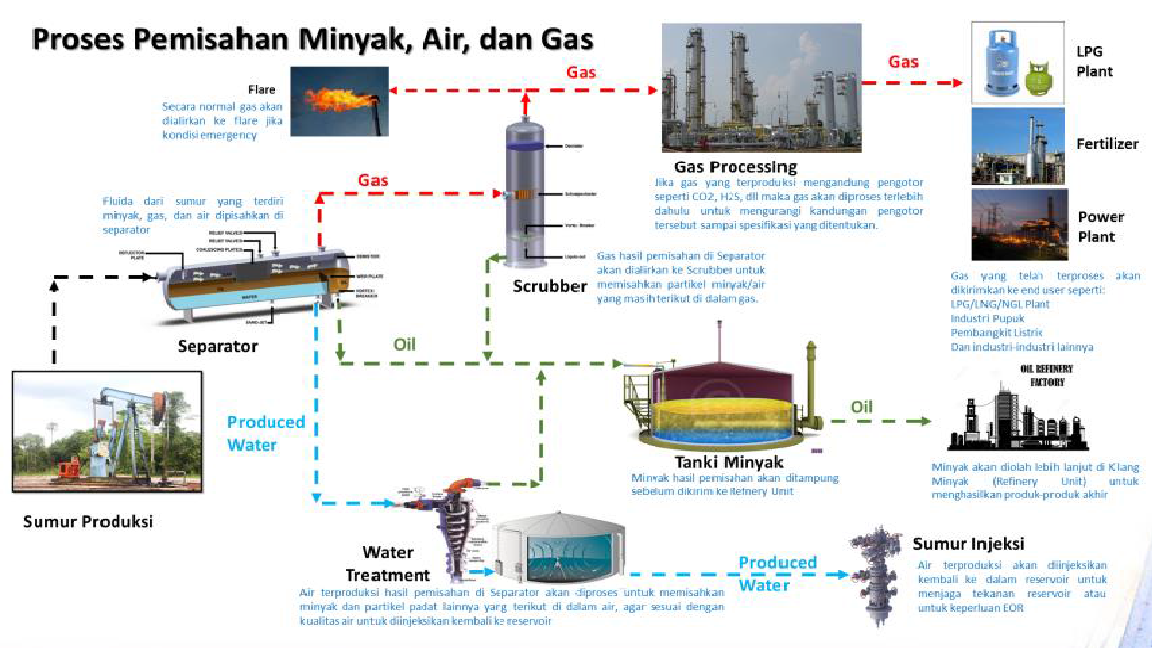 Proses Pemisahan Minyak, Air, dan Gas
Flare
Secara normal gas akan
dialirkan ke flare jika
kondisi emergency
Gas
Gas
LPG
Plant
Fertilizer
Power
Plant
Gas Processing
Jika gas yang terproduksi mengandung pengotor
seperti CO2, H2S, dll maka gas akan diproses terlebih
dahulu untuk mengurangi kandungan pengotor
tersebut sampai spesifikasi yang ditentukan.
Gas
Fluida dari sumur yang terdiri
minyak, gas, dan air dipisahkan di
separator
RELIEF VALVES
RELIEF VALVES
COALESCING PLATES
WATER
Separator
Scrubber
Gas hasil pemisahan di Separator
akan dialirkan ke Scrubber untuk
memisahkan partikel minyak/air
yang masih terikut di dalam gas.
Gas yang telah terproses akan
dikirimkan ke end user seperti:
LPG/LNG/NGL Plant
Industri Pupuk
Pembangkit Listrik
Dan industri-industri lainnya
Oil
OIL REFINERY
FACTORY
Produced
Water
Oil
Tanki Minyak
Minyak hasil pemisahan akan ditampung
sebelum dikirim ke Refinery Unit
Minyak akan diolah lebih lanjut di Kilang
Minyak (Refinery Unit) untuk
menghasilkan produk-produk akhir
Sumur Produksi
Water
Treatment
Air terproduksi hasil pemisahan di Separator akan diproses untuk memisahkan
minyak dan partikel padat lainnya yang terikut di dalam air, agar sesuai dengan
kualitas air untuk diinjeksikan kembali ke reservoir
Produced
Water
Sumur Injeksi
Air terproduksi akan diinjeksikan
kembali ke dalam reservoir untuk
menjaga tekanan reservoir atau
untuk keperluan EOR